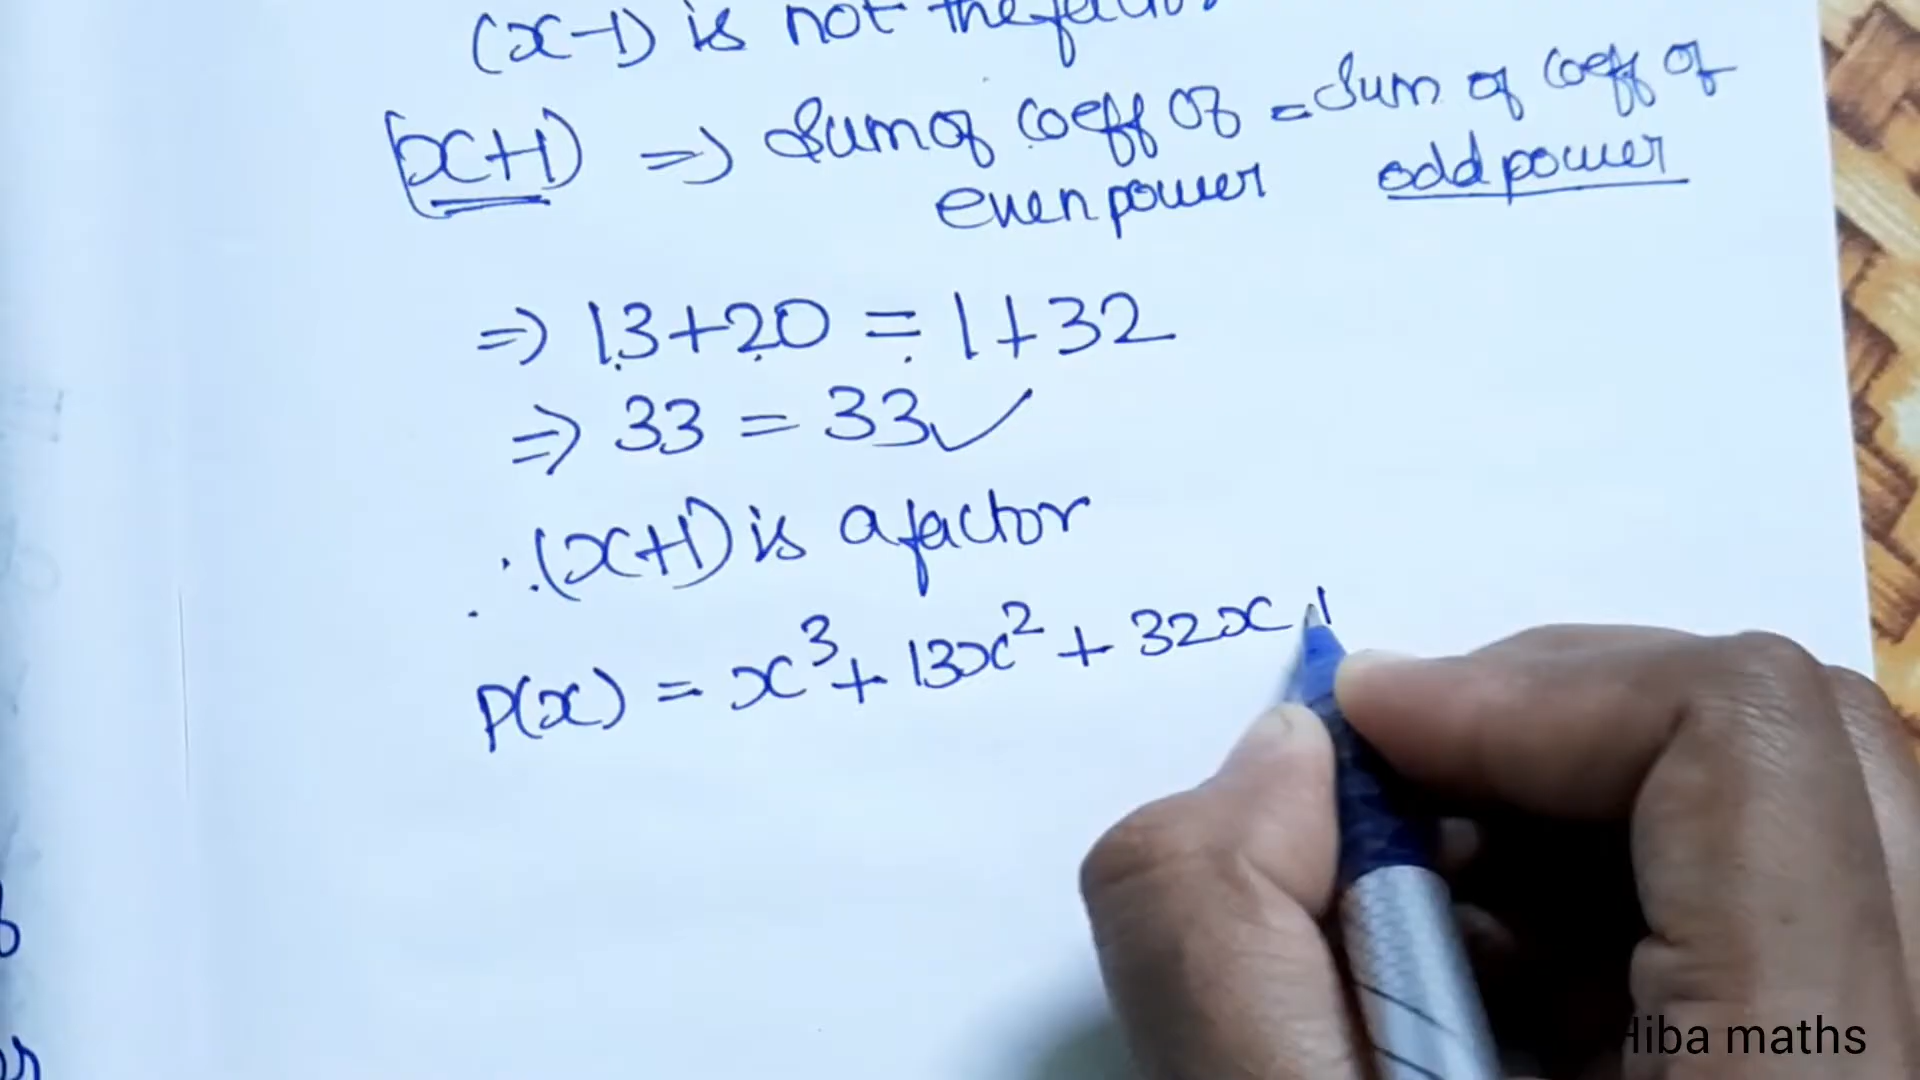 (x-1) is not the
(x+1) => Sum of coeff of = Sum of coeff of
even power odd power
=> 13+20 = 1+32
=> 33 = 33✓
∴ (x+1) is a factor
p(x) = x³ + 13x² + 32x
Hiba maths